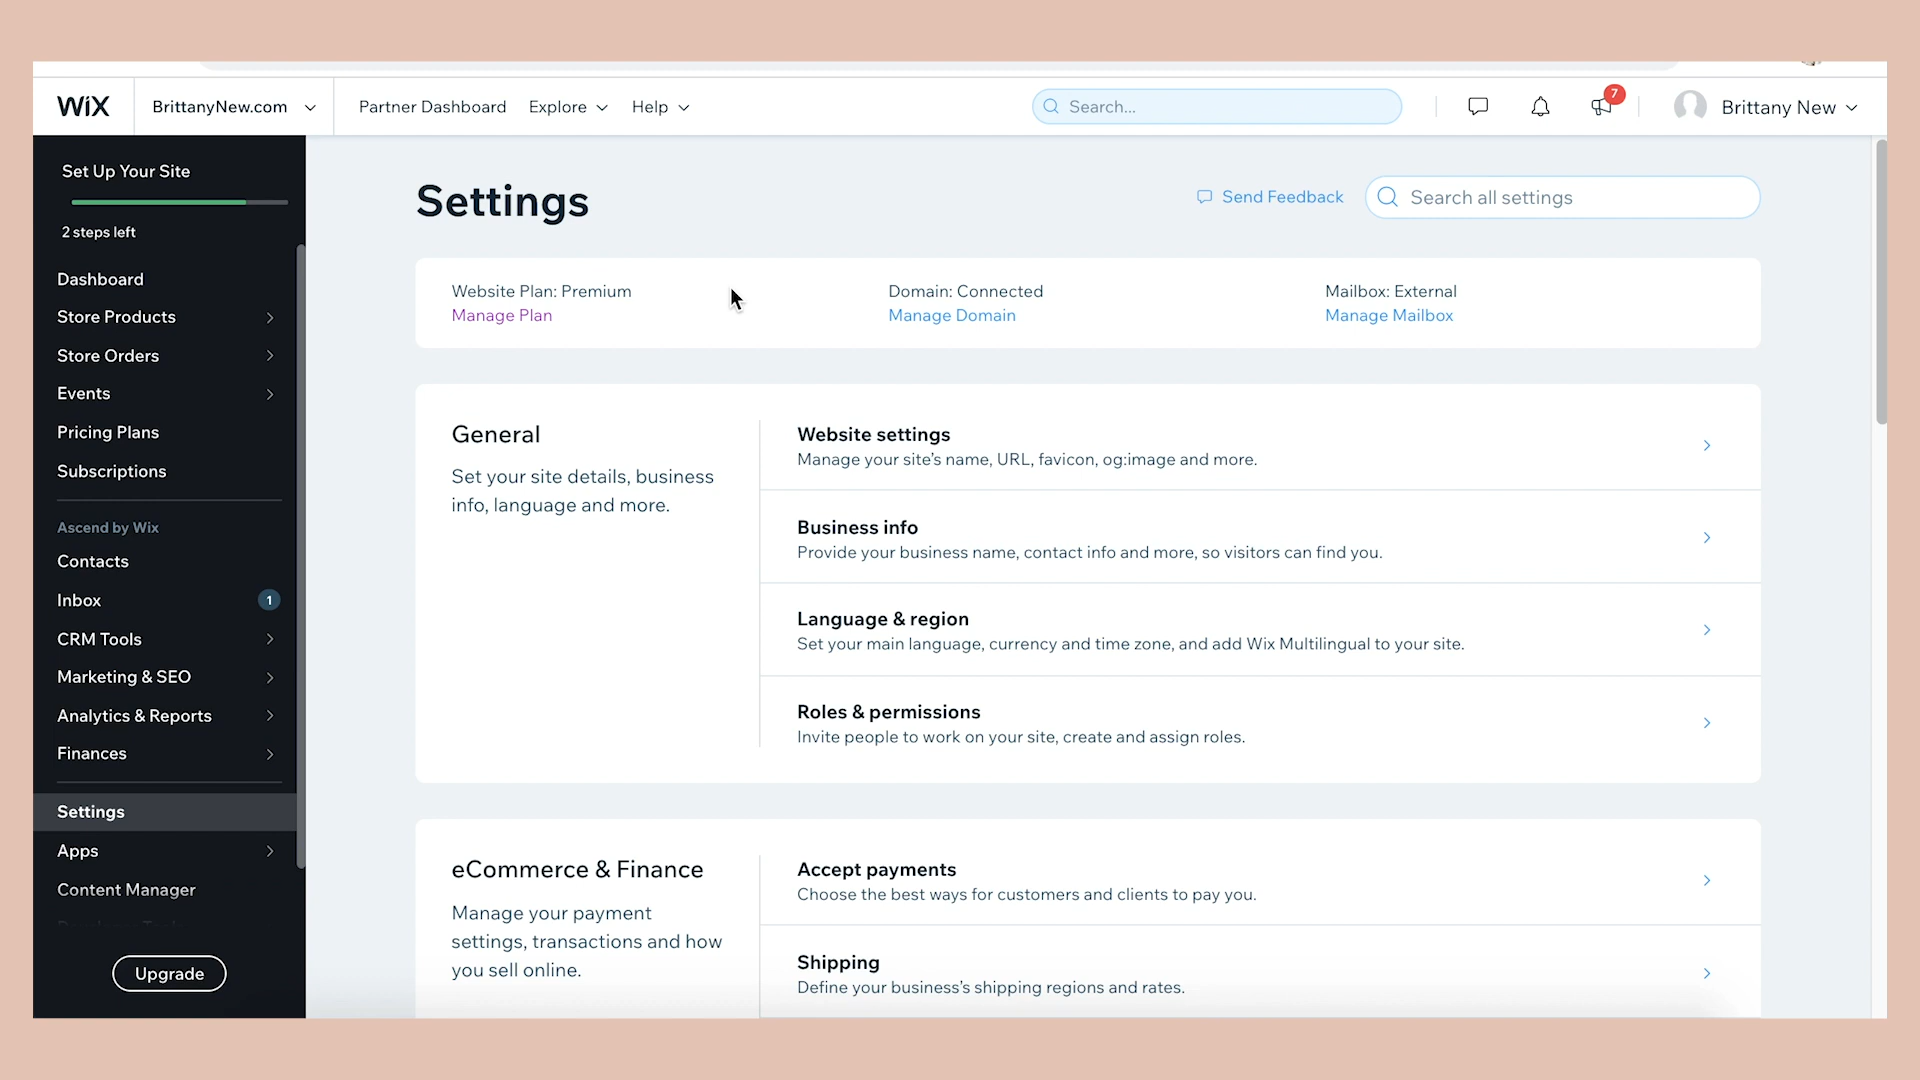 WiX
BrittanyNew.com
Partner Dashboard
Explore
Help
Search...
7
Brittany New
Set Up Your Site
2 steps left
Dashboard
Store Products
Store Orders
Events
Pricing Plans
Subscriptions
Ascend by Wix
Contacts
Inbox
1
CRM Tools
Marketing & SEO
Analytics & Reports
Finances
Settings
Apps
Content Manager
Upgrade
Settings
Send Feedback
Search all settings
Website Plan: Premium
Manage Plan
Domain: Connected
Manage Domain
Mailbox: External
Manage Mailbox
General
Set your site details, business
info, language and more.
Website settings
Manage your site’s name, URL, favicon, og:image and more.
Business info
Provide your business name, contact info and more, so visitors can find you.
Language & region
Set your main language, currency and time zone, and add Wix Multilingual to your site.
Roles & permissions
Invite people to work on your site, create and assign roles.
eCommerce & Finance
Manage your payment
settings, transactions and how
you sell online.
Accept payments
Choose the best ways for customers and clients to pay you.
Shipping
Define your business’s shipping regions and rates.